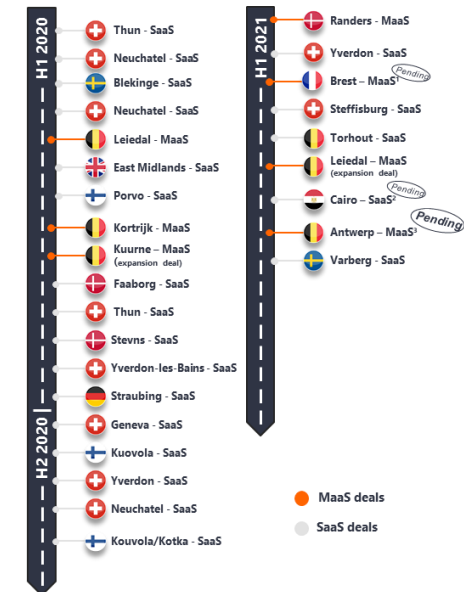 H1 2020
Thun - SaaS
Neuchatel - SaaS
Blekinge - SaaS
Neuchatel - SaaS
Leiedal - MaaS
East Midlands - SaaS
Porvo - SaaS
Kortrijk - MaaS
Kuurne – MaaS
(expansion deal)
Faaborg - SaaS
Thun - SaaS
Stevns - SaaS
Yverdon-les-Bains - SaaS
Straubing - SaaS
H2 2020
Geneva - SaaS
Kuovola - SaaS
Yverdon - SaaS
Neuchatel - SaaS
Kouvola/Kotka - SaaS
H1 2021
Randers - MaaS
Yverdon - SaaS
Brest – MaaS¹
Pending
Steffisburg - SaaS
Torhout - SaaS
Leiedal – MaaS
(expansion deal)
Pending
Cairo – SaaS²
Pending
Antwerp – MaaS³
Varberg - SaaS
MaaS deals
SaaS deals